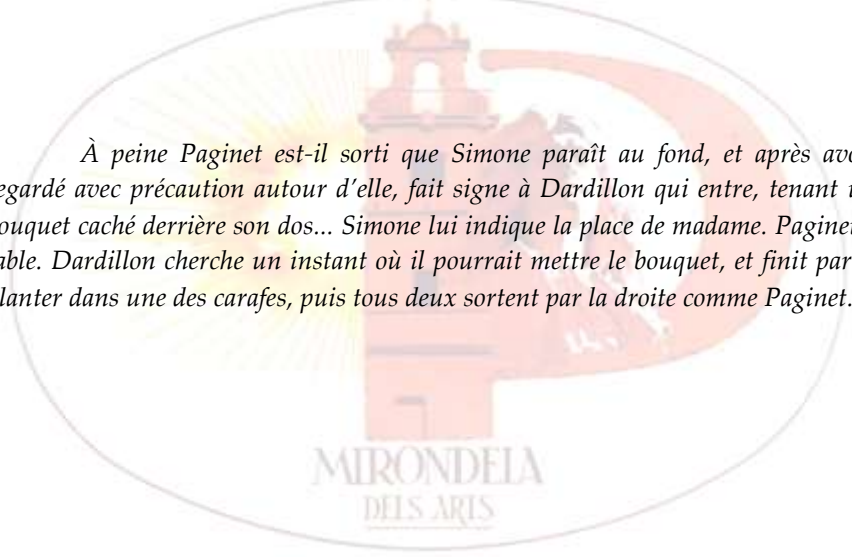 À peine Paginet est-il sorti que Simone paraît au fond, et après avo
egardé avec précaution autour d'elle, fait signe à Dardillon qui entre, tenant
ouquet caché derrière son dos... Simone lui indique la place de madame. Paginet
able. Dardillon cherche un instant où il pourrait mettre le bouquet, et finit par
lanter dans une des carafes, puis tous deux sortent par la droite comme Paginet.
MIRONDELA
DELS ARTS